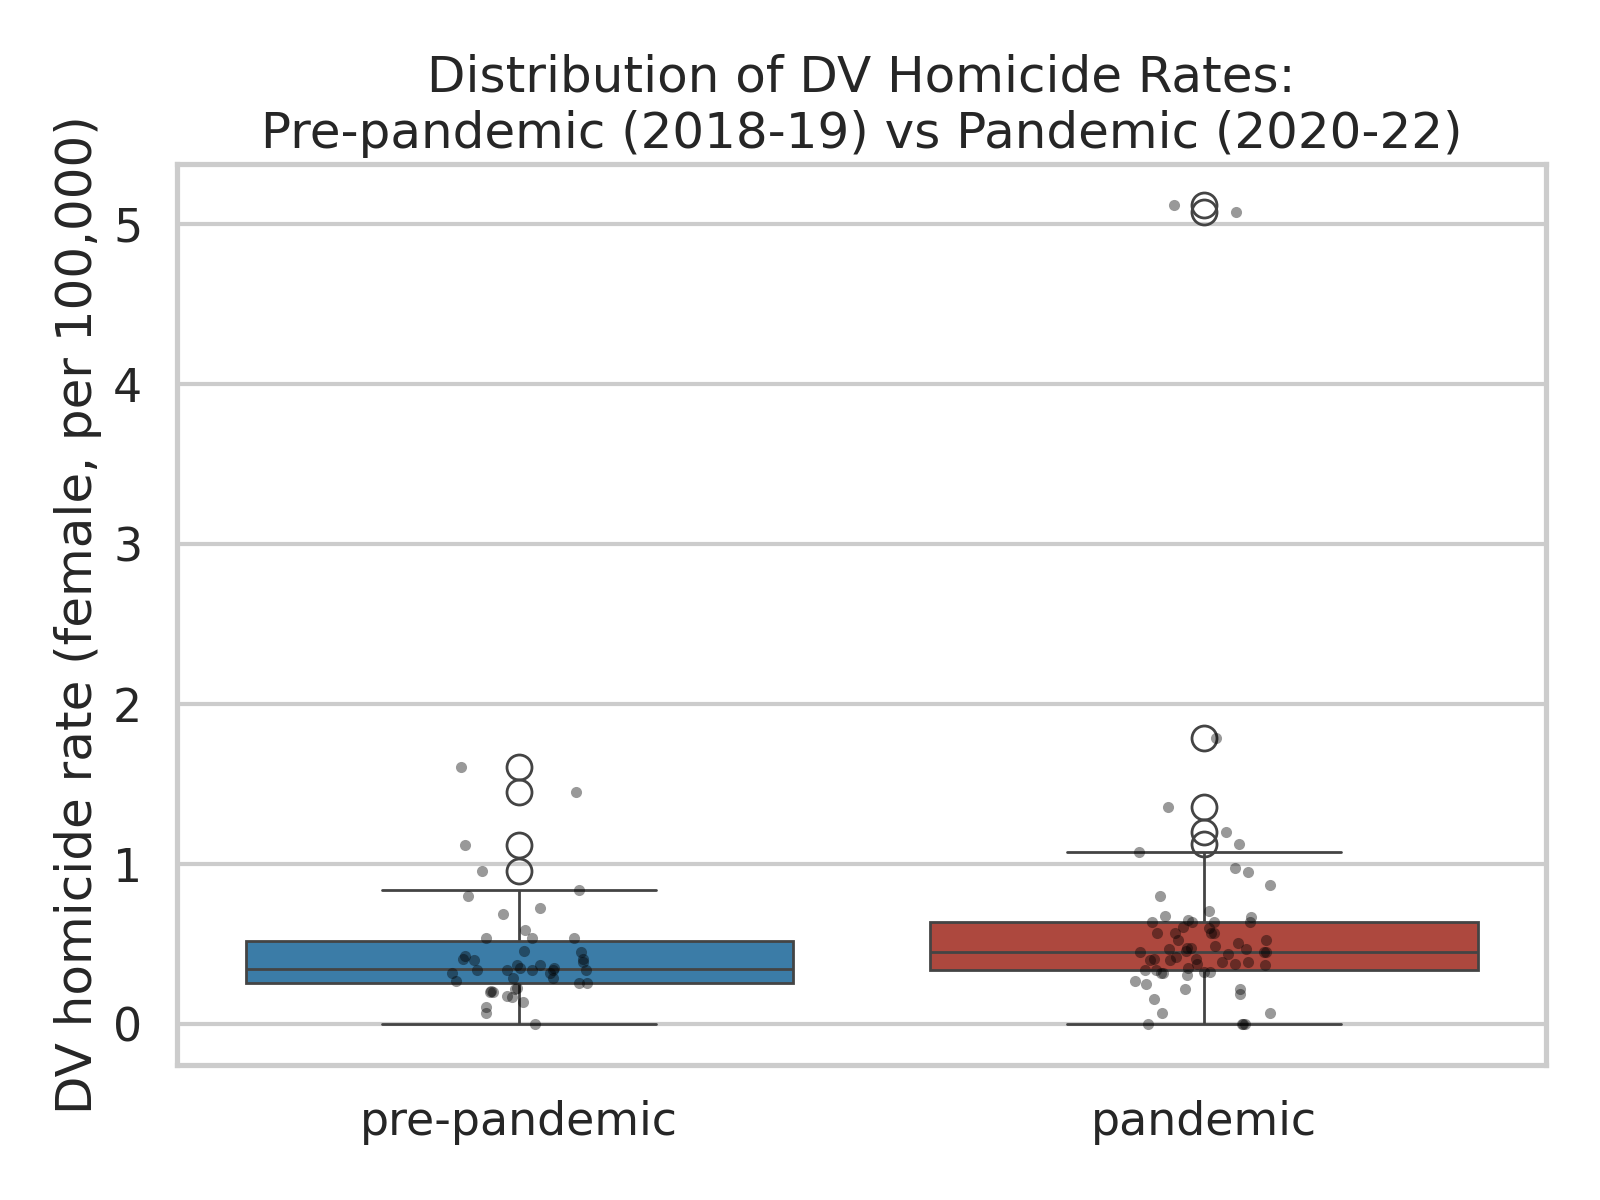 Distribution of DV Homicide Rates:
Pre-pandemic (2018-19) vs Pandemic (2020-22)
DV homicide rate (female, per 100,000)
5
4
3
2
1
0
pre-pandemic
pandemic